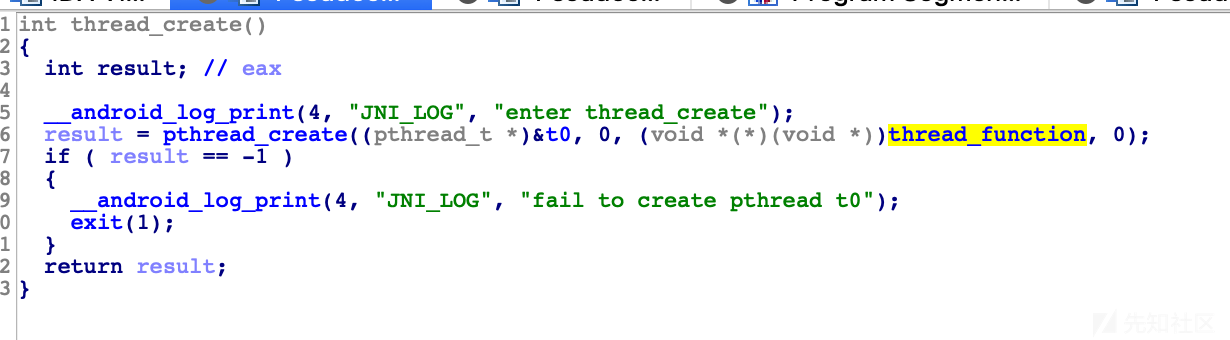 1 int thread_create()
2 {
3   int result; // eax
4
5   __android_log_print(4, "JNI_LOG", "enter thread_create");
6   result = pthread_create((pthread_t *)&t0, 0, (void *(*)(void *))thread_function, 0);
7   if ( result == -1 )
8   {
9     __android_log_print(4, "JNI_LOG", "fail to create pthread t0");
0     exit(1);
1   }
2   return result;
3 }
先知社区